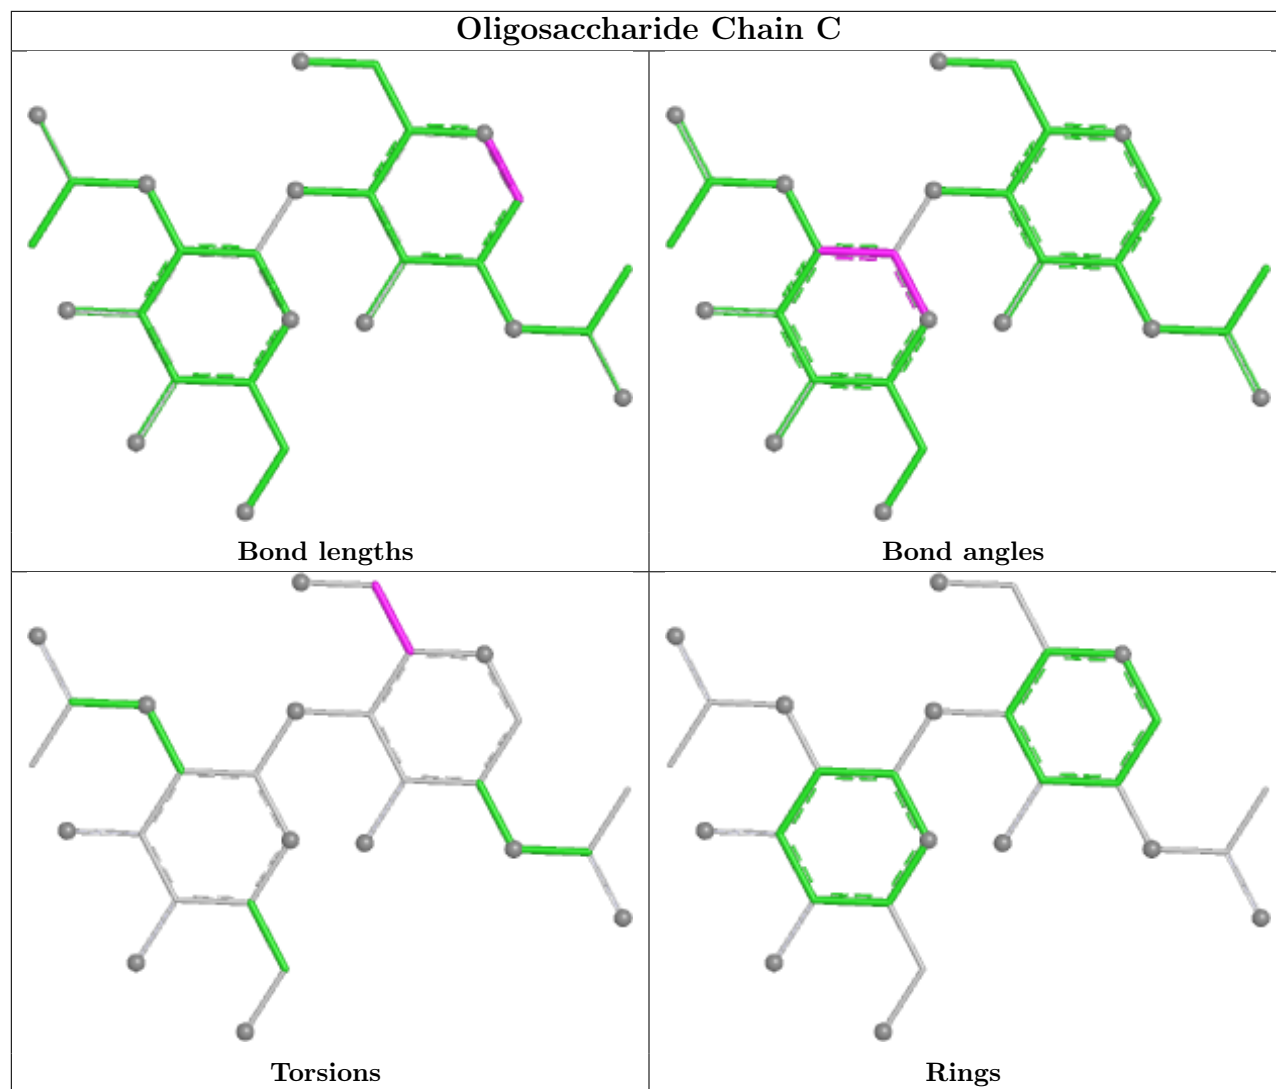 Oligosaccharide Chain C
Bond lengths
Bond angles
Torsions
Rings